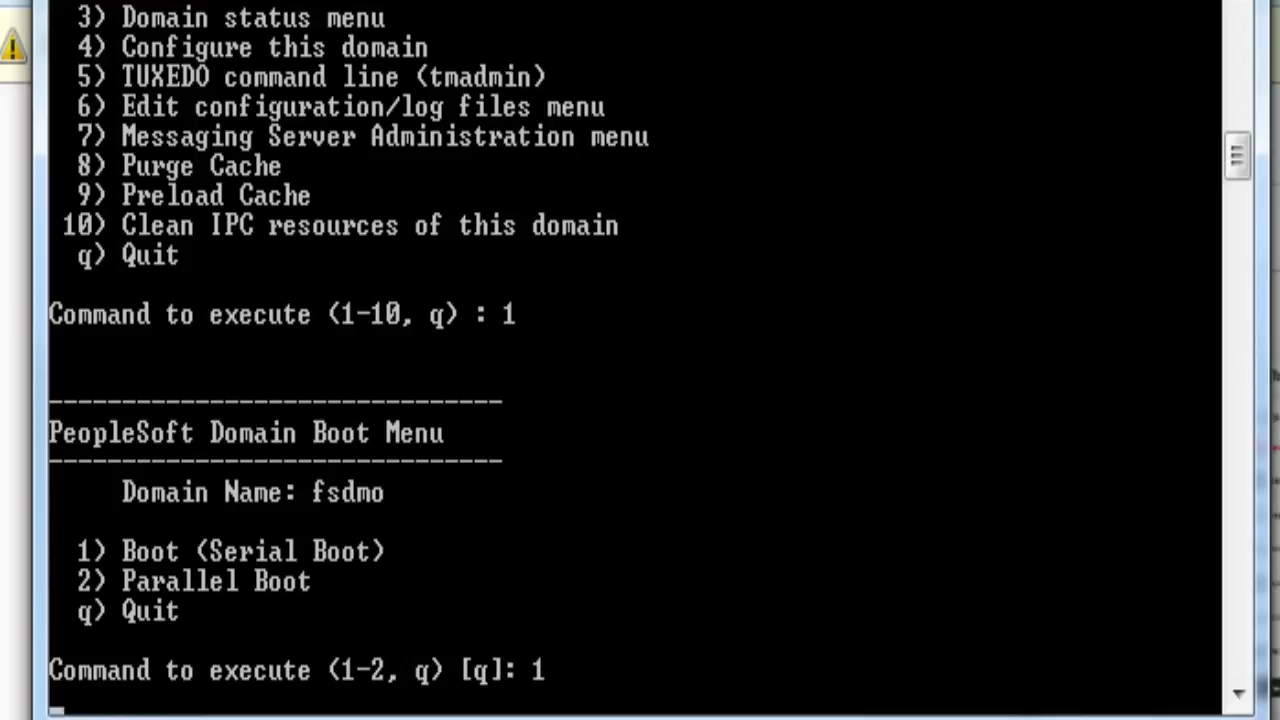 3) Domain status menu
4) Configure this domain
5) TUXEDO command line (tmadmin)
6) Edit configuration/log files menu
7) Messaging Server Administration menu
8) Purge Cache
9) Preload Cache
10) Clean IPC resources of this domain
q) Quit
Command to execute (1-10, q) : 1
-------------------------------
PeopleSoft Domain Boot Menu
-------------------------------
Domain Name: fsdmo
1) Boot (Serial Boot)
2) Parallel Boot
q) Quit
Command to execute (1-2, q) [q]: 1